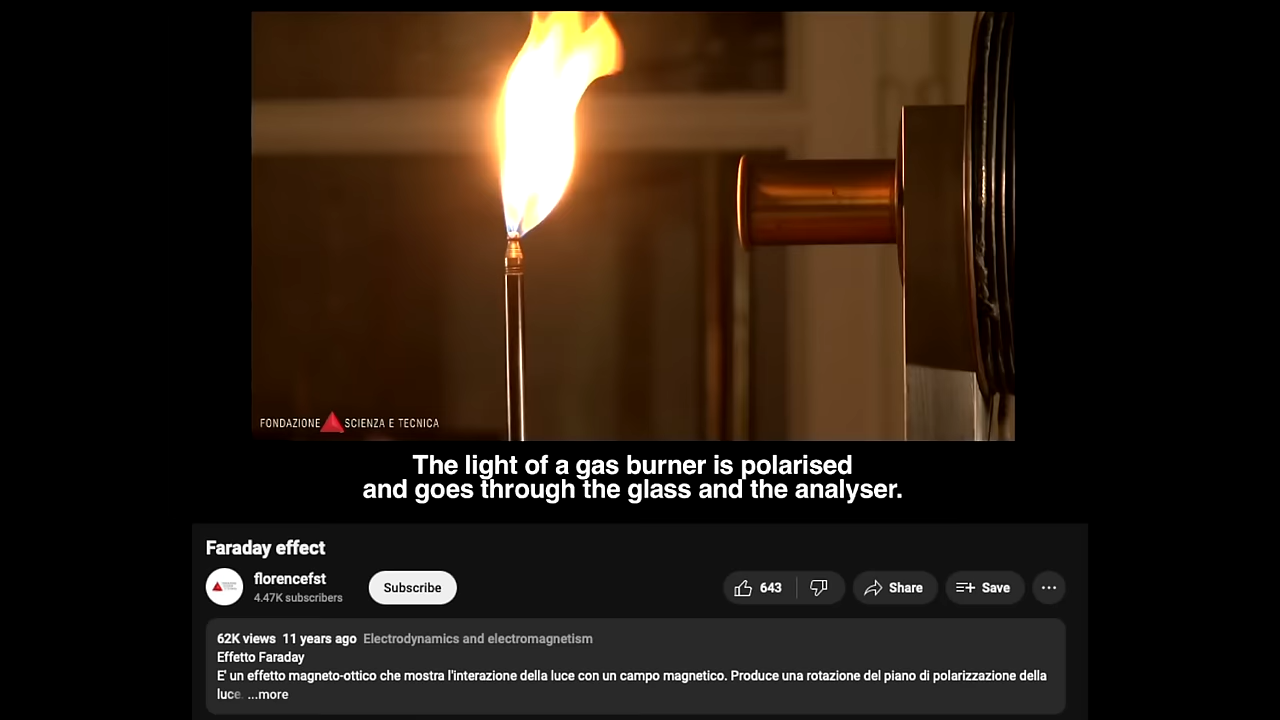 FONDAZIONE SCIENZA E TECNICA
The light of a gas burner is polarised
and goes through the glass and the analyser.
Faraday effect
florencefst
4.47K subscribers
Subscribe
643
Share
Save
62K views 11 years ago Electrodynamics and electromagnetism
Effetto Faraday
E' un effetto magneto-ottico che mostra l'interazione della luce con un campo magnetico. Produce una rotazione del piano di polarizzazione della
luce. ...more